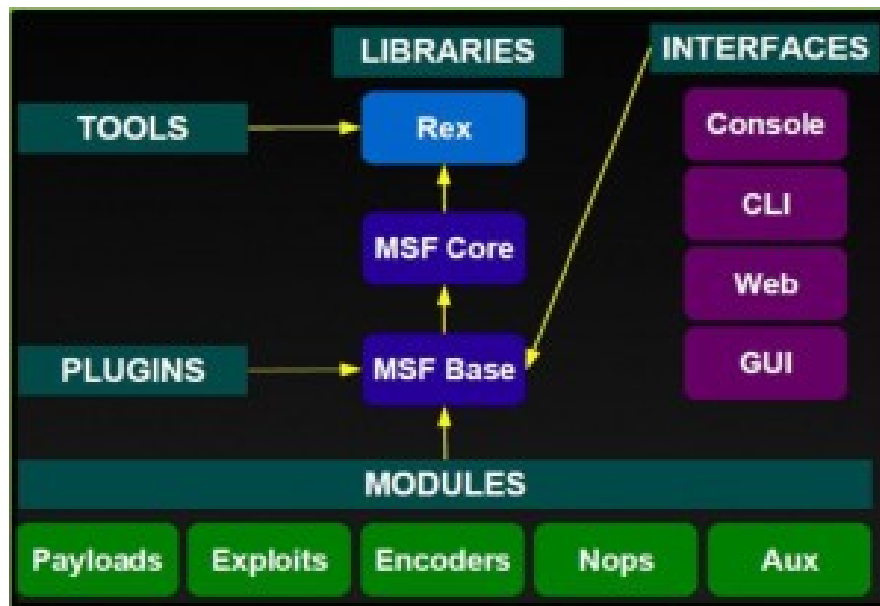 LIBRARIES
INTERFACES
TOOLS
Rex
Console
MSF Core
CLI
Web
PLUGINS
MSF Base
GUI
MODULES
Payloads
Exploits
Encoders
Nops
Aux